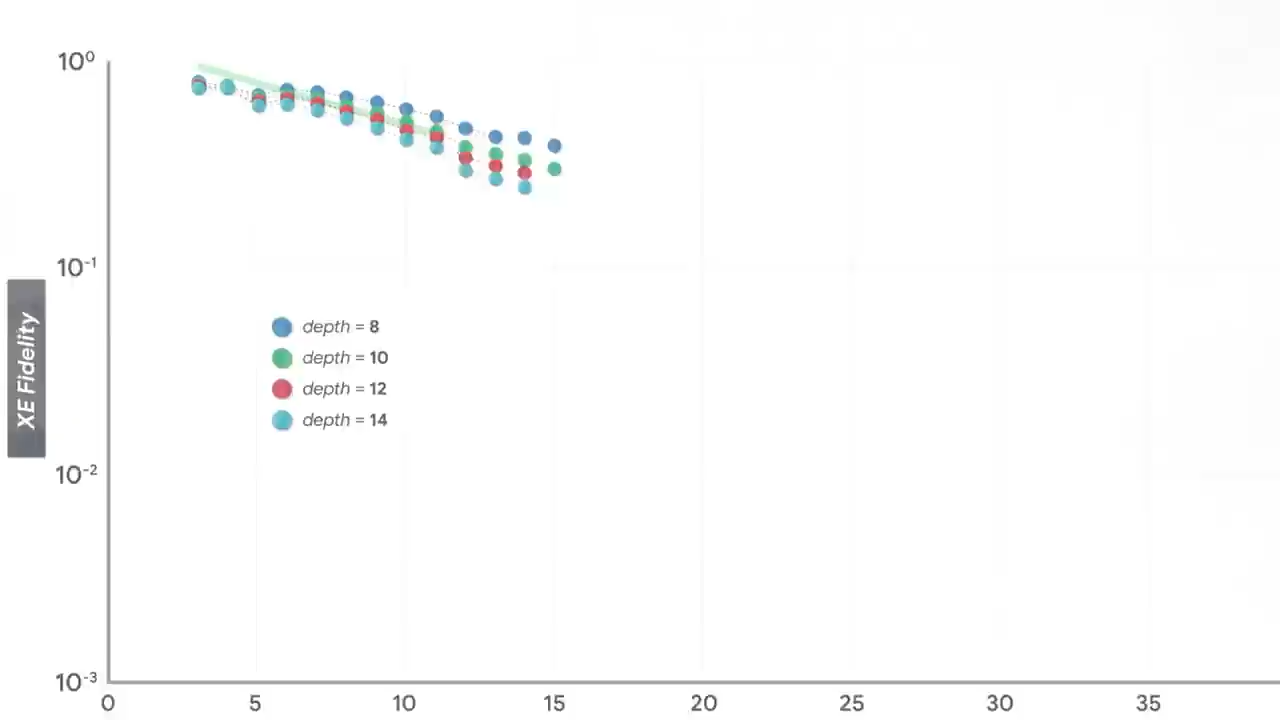 10⁰
10⁻¹
XE Fidelity
depth = 8
depth = 10
depth = 12
depth = 14
10⁻²
10⁻³
0 5 10 15 20 25 30 35